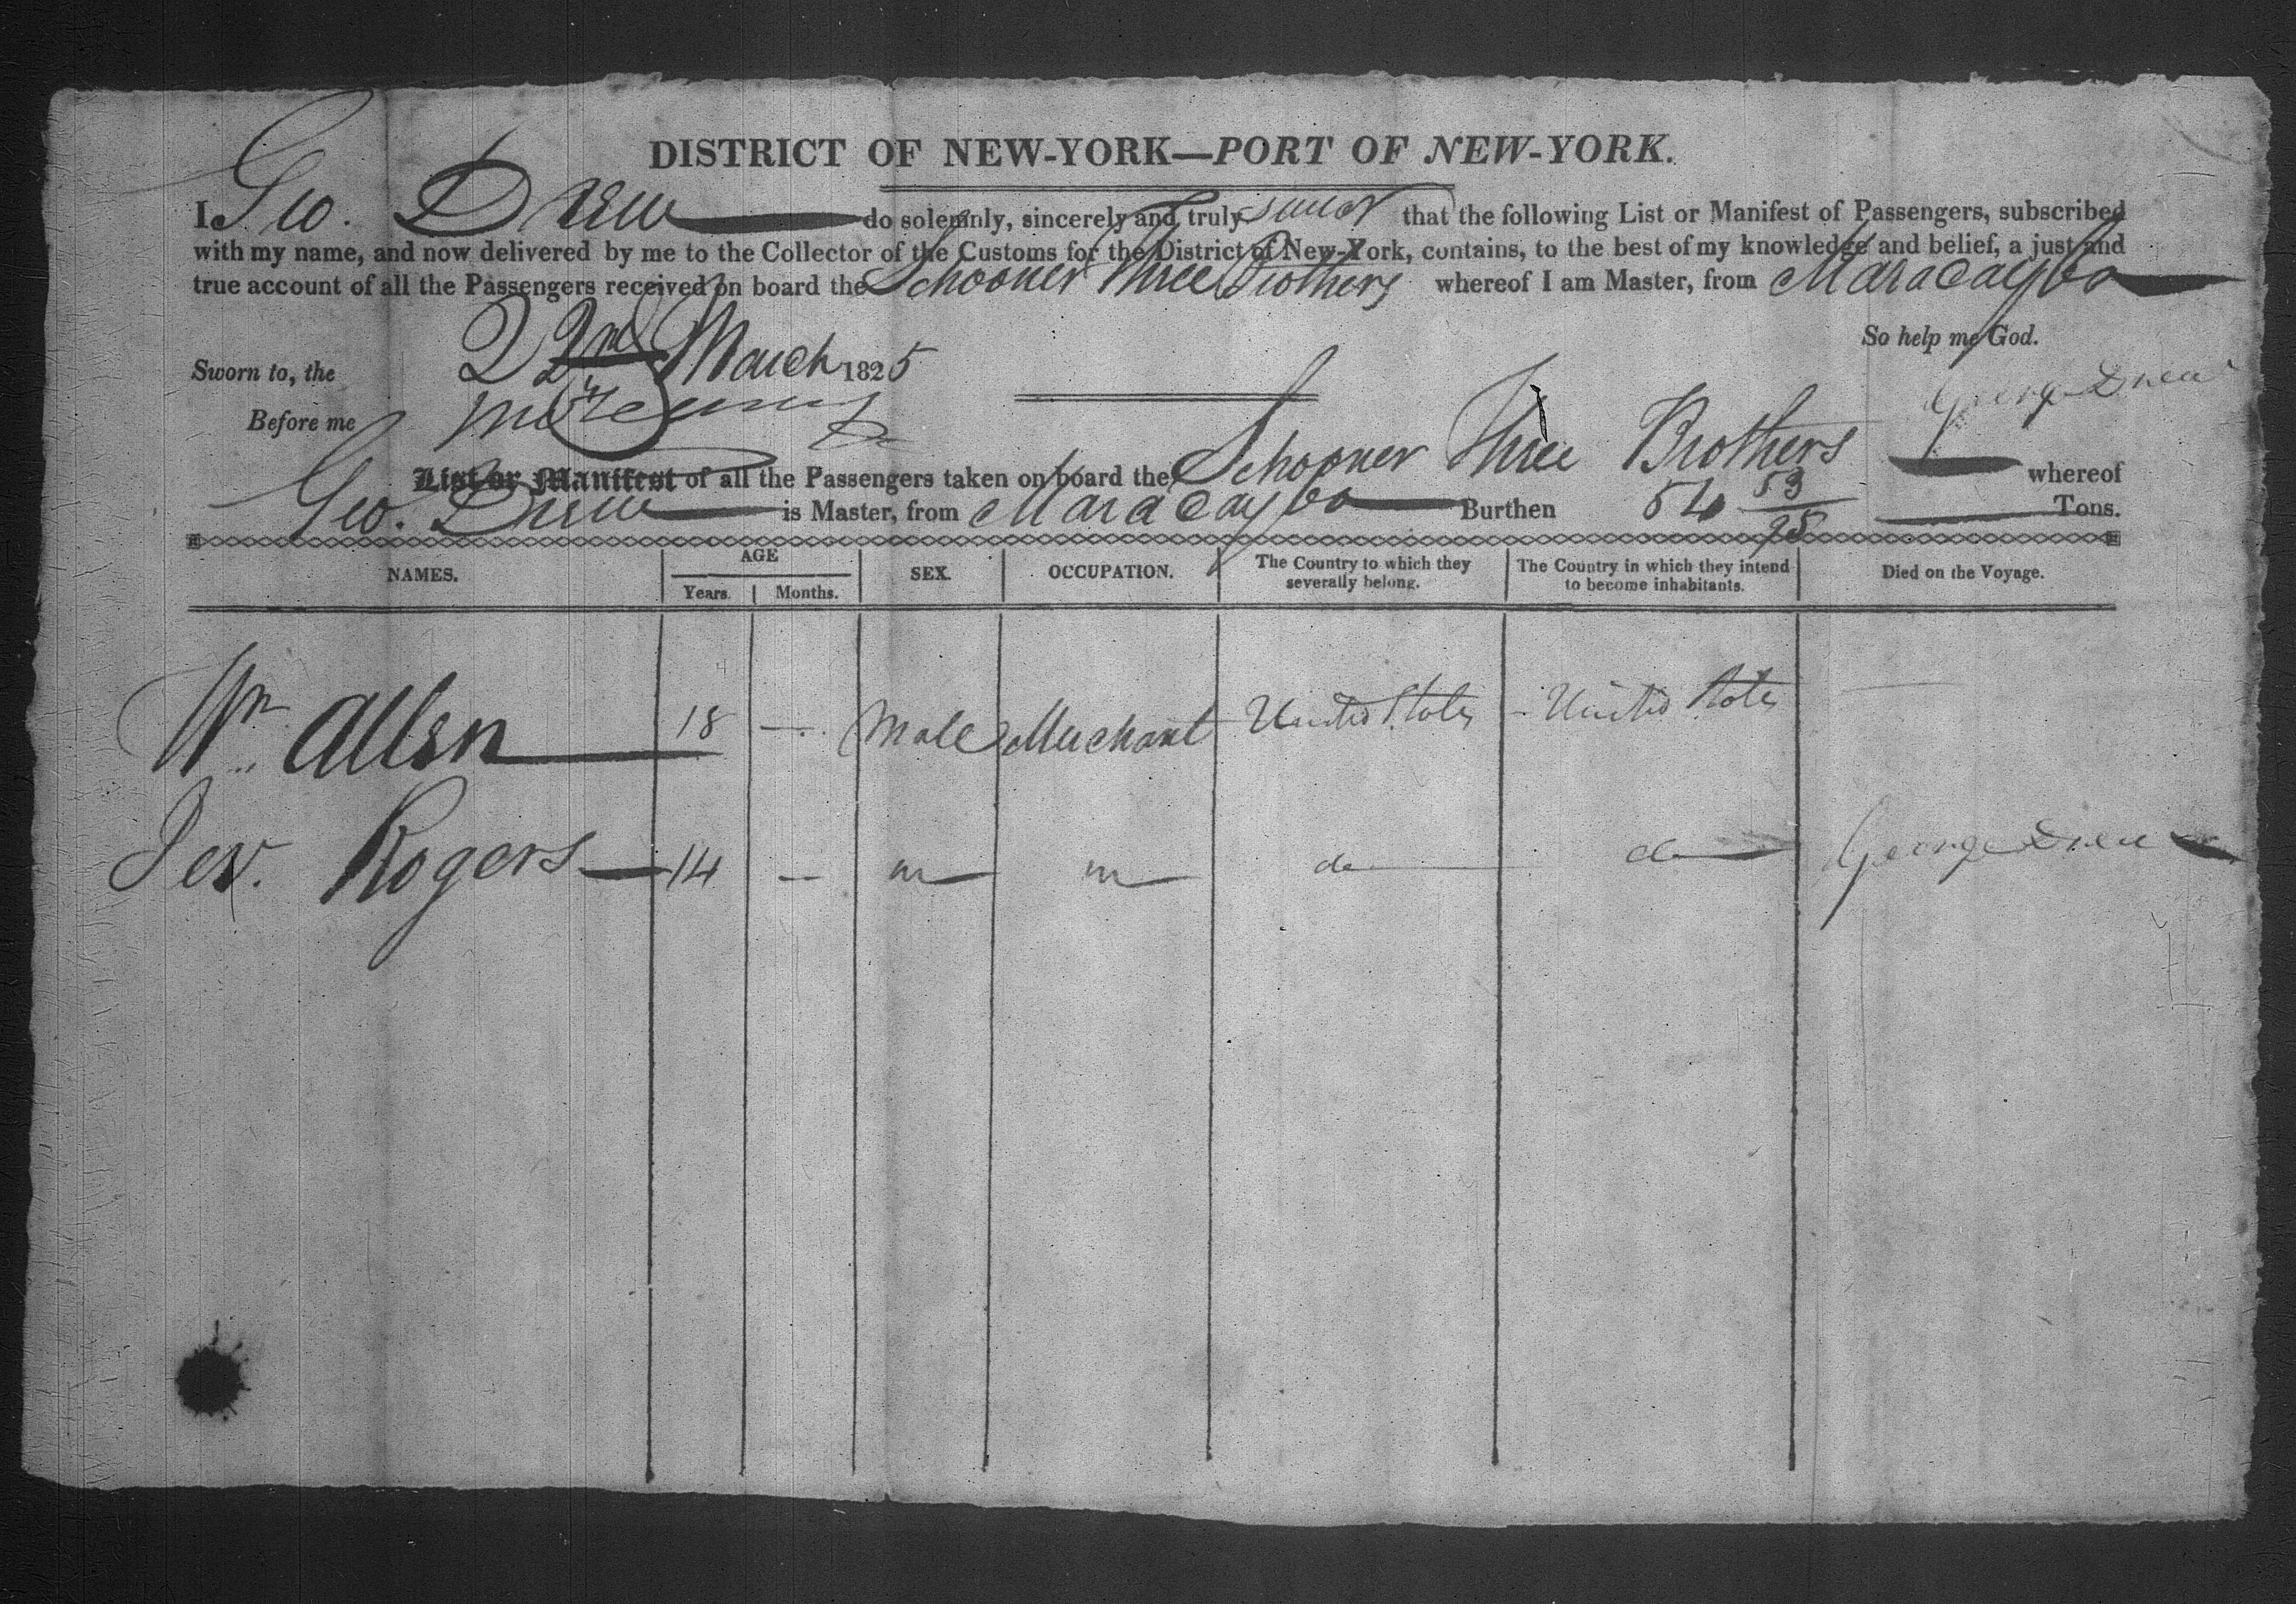 DISTRICT OF NEW-YORK—PORT OF NEW-YORK.
I Geo. Drew do solemnly, sincerely and truly swear that the following List or Manifest of Passengers, subscribed
with my name, and now delivered by me to the Collector of the Customs for the District of New-York, contains, to the best of my knowledge and belief, a just and
true account of all the Passengers received on board the Schooner Three Brothers whereof I am Master, from Maracaybo
So help me God.
Sworn to, the 22nd March 1825
George Drew
Before me
List or Manifest of all the Passengers taken on board the Schooner Three Brothers whereof
Geo. Drew is Master, from Maracaybo Burthen 54 53/95 Tons.
NAMES. AGE Years. Months. SEX. OCCUPATION. The Country to which they severally belong. The Country in which they intend to become inhabitants. Died on the Voyage.
Wm Allen 18 — Male Merchant United States United States
Rogers 14 — m m do do George Drew